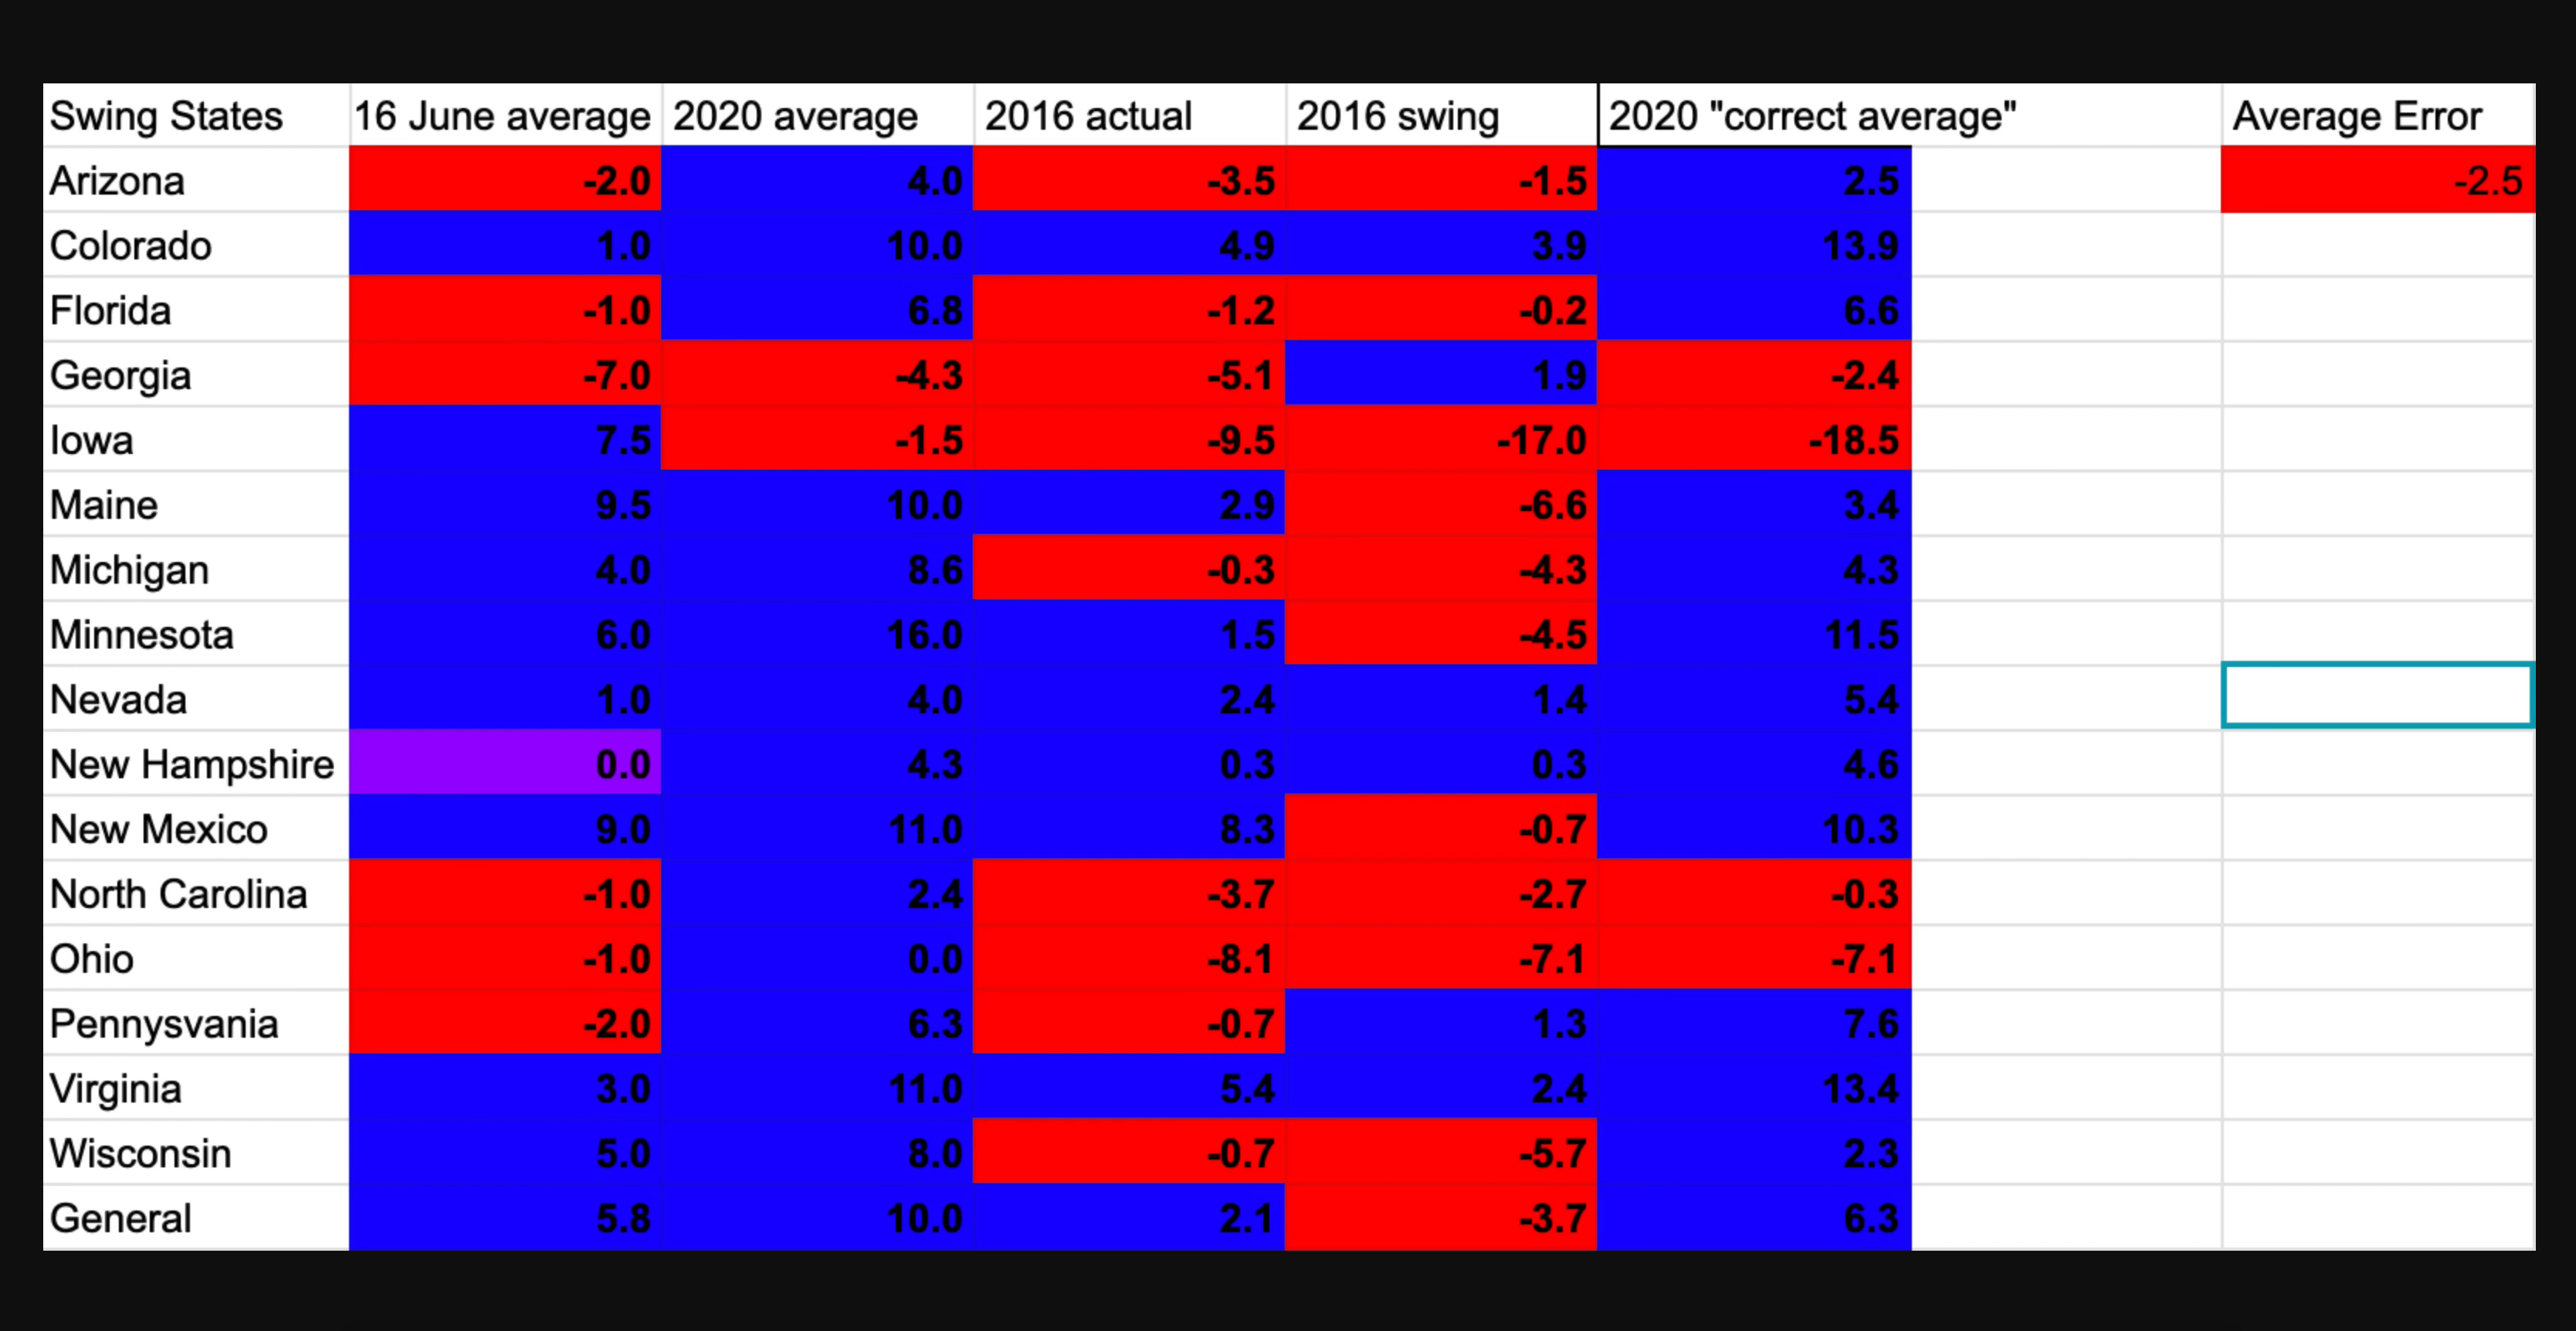 Swing States 16 June average 2020 average 2016 actual 2016 swing 2020 "correct average" Average Error
Arizona -2.0 4.0 -3.5 -1.5 2.5 -2.5
Colorado 1.0 10.0 4.9 3.9 13.9
Florida -1.0 6.8 -1.2 -0.2 6.6
Georgia -7.0 -4.3 -5.1 1.9 -2.4
Iowa 7.5 -1.5 -9.5 -17.0 -18.5
Maine 9.5 10.0 2.9 -6.6 3.4
Michigan 4.0 8.6 -0.3 -4.3 4.3
Minnesota 6.0 16.0 1.5 -4.5 11.5
Nevada 1.0 4.0 2.4 1.4 5.4
New Hampshire 0.0 4.3 0.3 0.3 4.6
New Mexico 9.0 11.0 8.3 -0.7 10.3
North Carolina -1.0 2.4 -3.7 -2.7 -0.3
Ohio -1.0 0.0 -8.1 -7.1 -7.1
Pennysvania -2.0 6.3 -0.7 1.3 7.6
Virginia 3.0 11.0 5.4 2.4 13.4
Wisconsin 5.0 8.0 -0.7 -5.7 2.3
General 5.8 10.0 2.1 -3.7 6.3